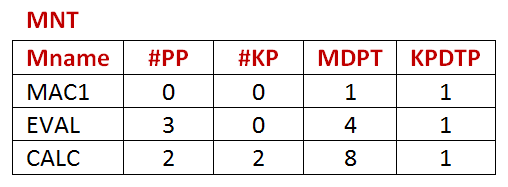 MNT
Mname #PP #KP MDPT KPDTP
MAC1 0 0 1 1
EVAL 3 0 4 1
CALC 2 2 8 1